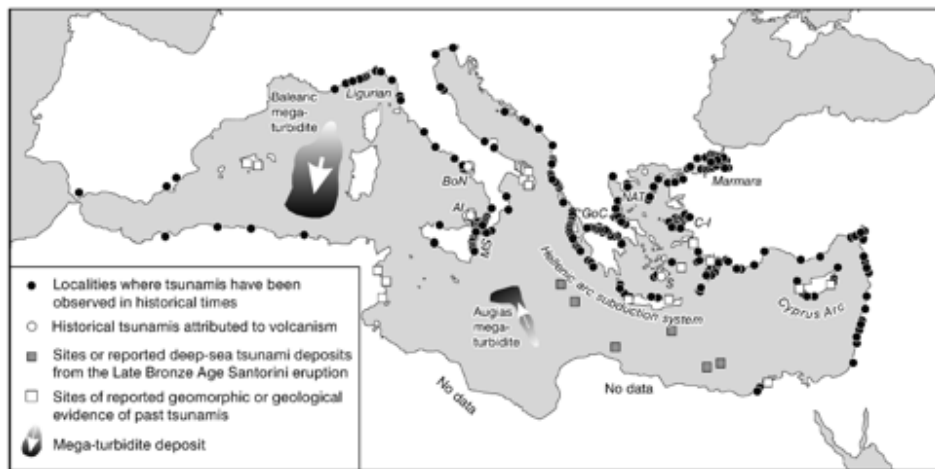 Ligurian
Balearic
mega-
turbidite
BoN
AI
MS
GoC
NAT
C-I
Marmara
S
Hellenic arc subduction system
Cyprus Arc
Augias
mega-
turbidite
No data
No data
Localities where tsunamis have been
observed in historical times
Historical tsunamis attributed to volcanism
Sites or reported deep-sea tsunami deposits
from the Late Bronze Age Santorini eruption
Sites of reported geomorphic or geological
evidence of past tsunamis
Mega-turbidite deposit